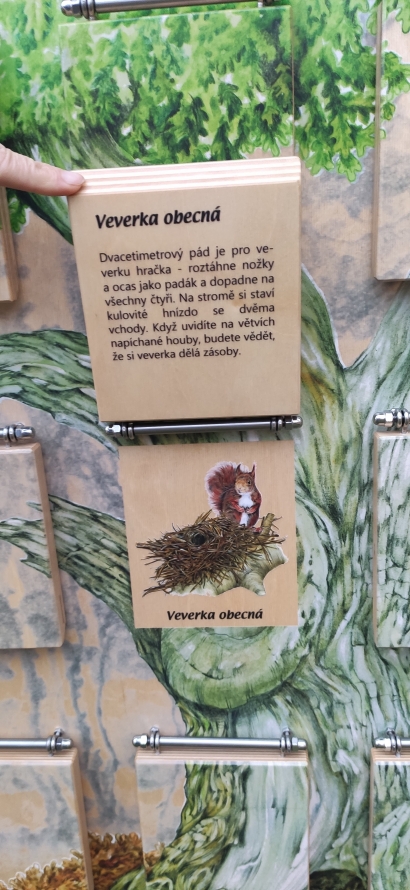 Veverka obecná
Dvacetimetrový pád je pro ve-
verku hračka - roztáhne nožky
a ocas jako padák a dopadne na
všechny čtyři. Na stromě si staví
kulovité hnízdo se dvěma
vchody. Když uvidíte na větvích
napíchané houby, budete vědět,
že si veverka dělá zásoby.
Veverka obecná